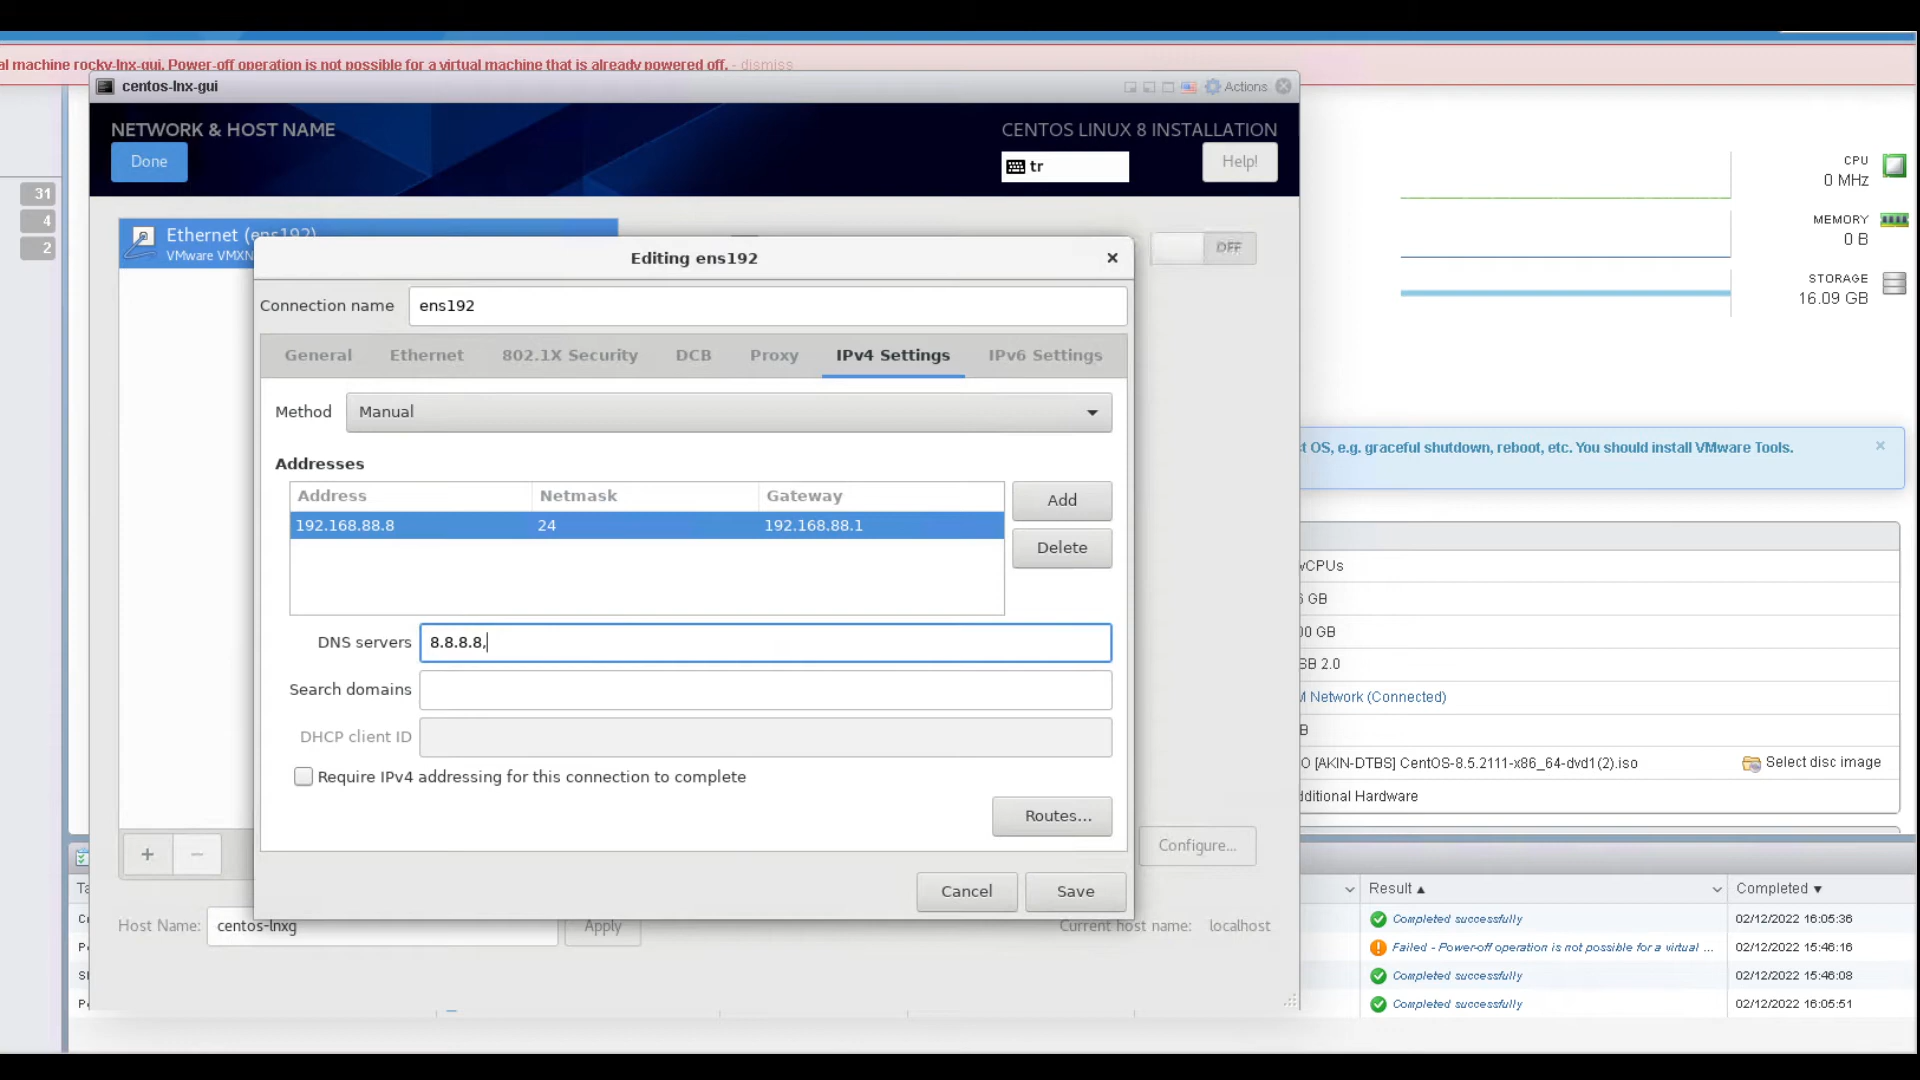 al machine rocky-lnx-gui. Power-off operation is not possible for a virtual machine that is already powered off. - dismiss
centos-lnx-gui
Actions
NETWORK & HOST NAME
CENTOS LINUX 8 INSTALLATION
Done
tr
Help!
31
4
2
CPU
0 MHz
MEMORY
0 B
STORAGE
16.09 GB
Ethernet (ens192)
VMware VMXN
OFF
Editing ens192
Connection name
ens192
General
Ethernet
802.1X Security
DCB
Proxy
IPv4 Settings
IPv6 Settings
Method
Manual
Addresses
Address
Netmask
Gateway
192.168.88.8
24
192.168.88.1
Add
Delete
DNS servers
8.8.8.8,
Search domains
DHCP client ID
Require IPv4 addressing for this connection to complete
Routes...
Cancel
Save
Configure...
Host Name:
centos-lnxg
Apply
Current host name:
localhost
t OS, e.g. graceful shutdown, reboot, etc. You should install VMware Tools.
vCPUs
GB
00 GB
SB 2.0
M Network (Connected)
B
O [AKIN-DTBS] CentOS-8.5.2111-x86_64-dvd1(2).iso
Select disc image
dditional Hardware
Result
Completed
Completed successfully
02/12/2022 16:05:36
Failed - Power-off operation is not possible for a virtual ...
02/12/2022 15:46:16
Completed successfully
02/12/2022 15:46:08
Completed successfully
02/12/2022 16:05:51